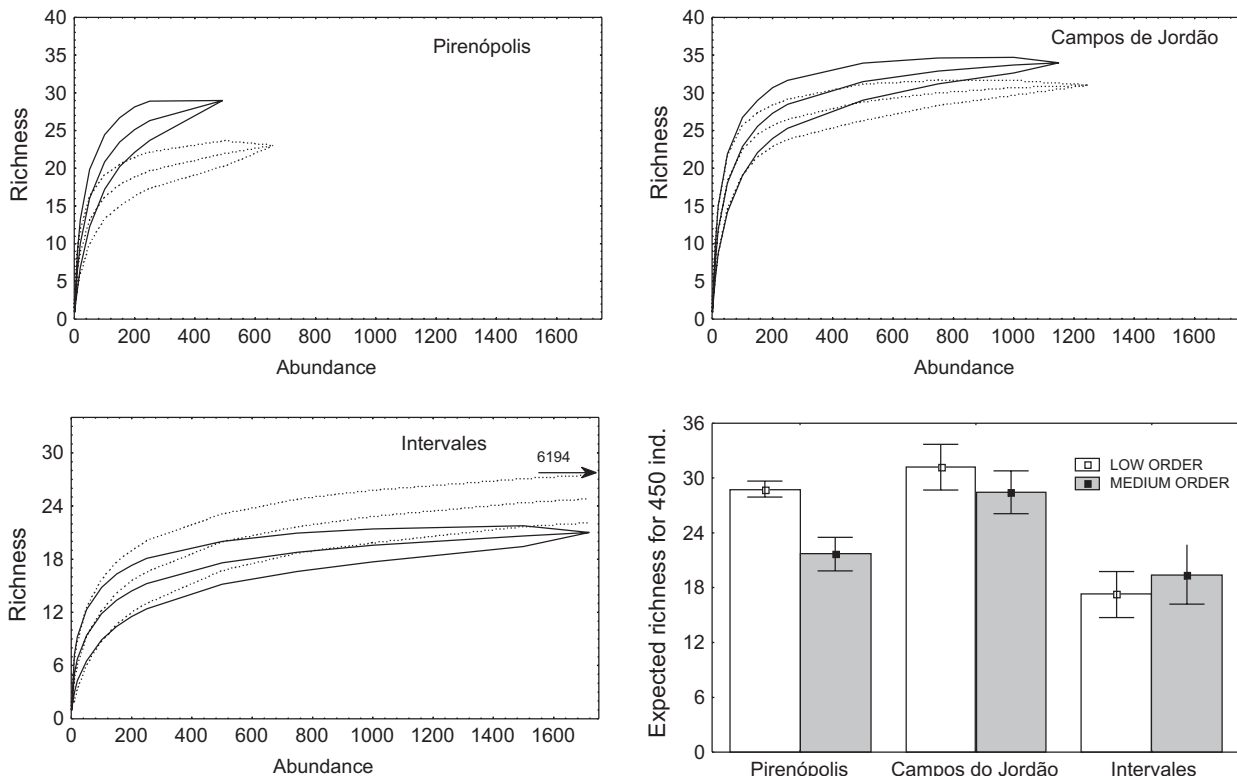 40
35
30
25
20
15
10
5
0
Richness
Pirenópolis
0 200 400 600 800 1000 1200 1400 1600
Abundance
40
35
30
25
20
15
10
5
0
Richness
Campos de Jordão
0 200 400 600 800 1000 1200 1400 1600
Abundance
30
24
18
12
6
0
Richness
Intervales
6194
0 200 400 600 800 1000 1200 1400 1600
Abundance
36
30
24
18
12
6
0
Expected richness for 450 ind.
LOW ORDER
MEDIUM ORDER
Pirenópolis Campos do Jordão Intervales